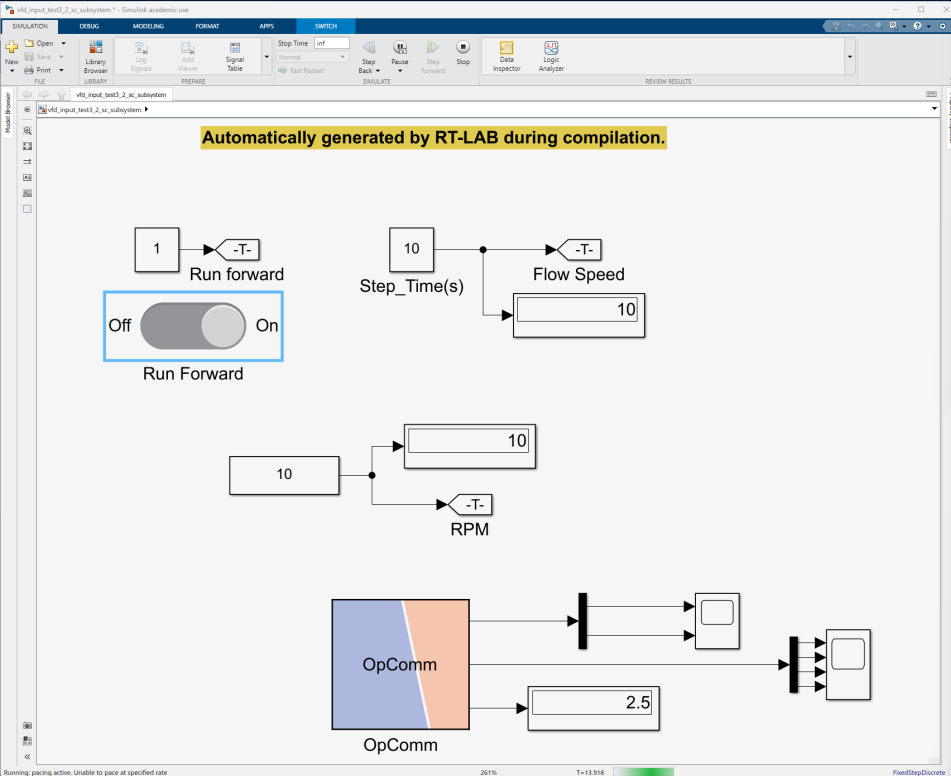 vfd_input_test3_2_sc_subsystem * - Simulink academic use
SIMULATION DEBUG MODELING FORMAT APPS SWITCH
New
Open
Save
Print
FILE
Library Browser
LIBRARY
Log Signals
Add Viewer
Signal Table
PREPARE
Stop Time inf
Normal
Fast Restart
Step Back
Pause
Step Forward
Stop
SIMULATE
Data Inspector
Logic Analyzer
REVIEW RESULTS
Model Browser
vfd_input_test3_2_sc_subsystem
vfd_input_test3_2_sc_subsystem
Automatically generated by RT-LAB during compilation.
1
-T-
Run forward
Off
On
Run Forward
10
-T-
Step_Time(s)
Flow Speed
10
10
10
-T-
RPM
OpComm
2.5
OpComm
Running: pacing active. Unable to pace at specified rate
261%
T=13.918
FixedStepDiscrete